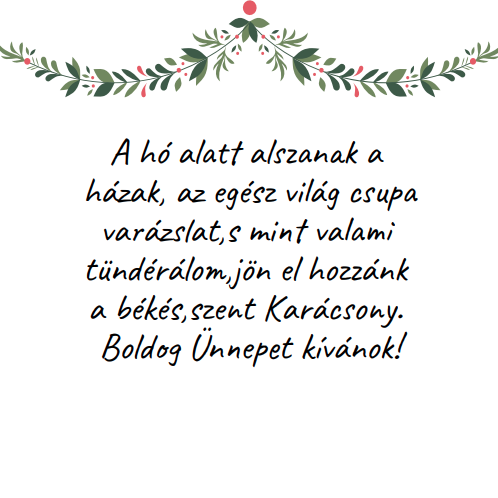 A hó alatt alszanak a
házak, az egész világ csupa
varázslat,s mint valami
tündérálom,jön el hozzánk
a békés,szent Karácsony.
Boldog Ünnepet kívánok!